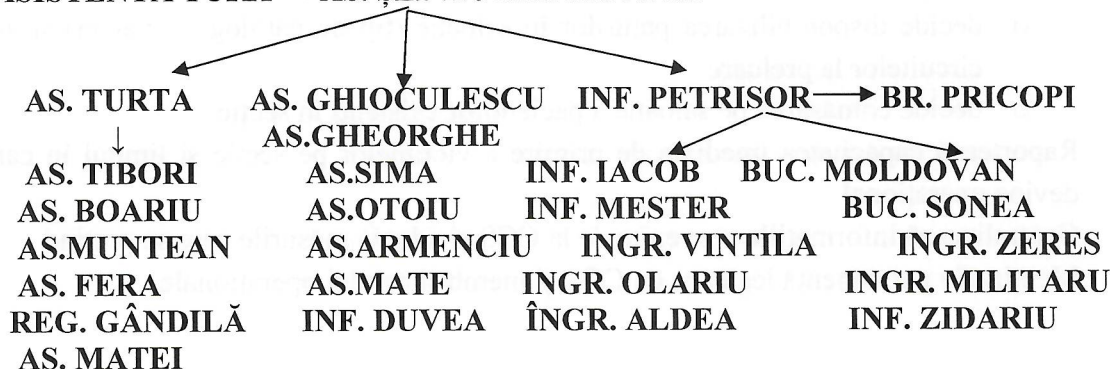 AS. TURTA AS. GHIOCULESCU INF. PETRISOR BR. PRICOPI
AS.GHEORGHE
AS. TIBORI AS.SIMA INF. IACOB BUC. MOLDOVAN
AS. BOARIU AS.OTOIU INF. MESTER BUC. SONEA
AS.MUNTEAN AS.ARMENCIU INGR. VINTILA INGR. ZERES
AS. FERA AS.MATE INGR. OLARIU INGR. MILITARU
REG. GÂNDILĂ INF. DUVEA ÎNGR. ALDEA INF. ZIDARIU
AS. MATEI